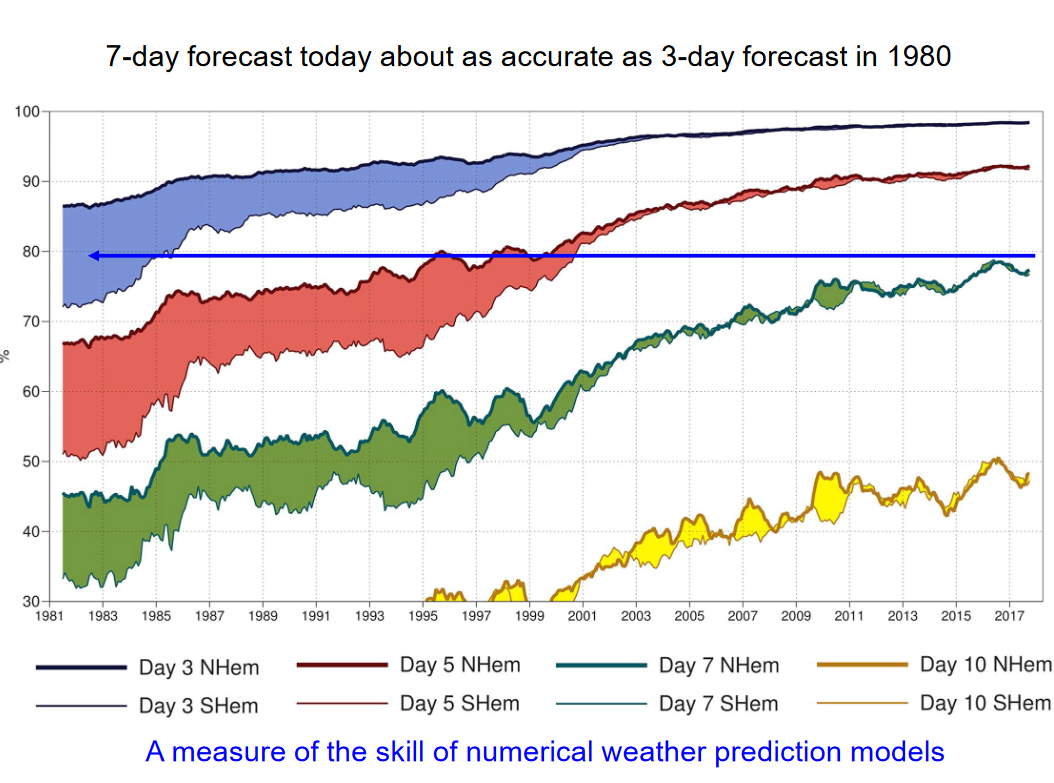 7-day forecast today about as accurate as 3-day forecast in 1980
100
90
80
70
%
60
50
40
30
1981 1983 1985 1987 1989 1991 1993 1995 1997 1999 2001 2003 2005 2007 2009 2011 2013 2015 2017
Day 3 NHem Day 5 NHem Day 7 NHem Day 10 NHem
Day 3 SHem Day 5 SHem Day 7 SHem Day 10 SHem
A measure of the skill of numerical weather prediction models